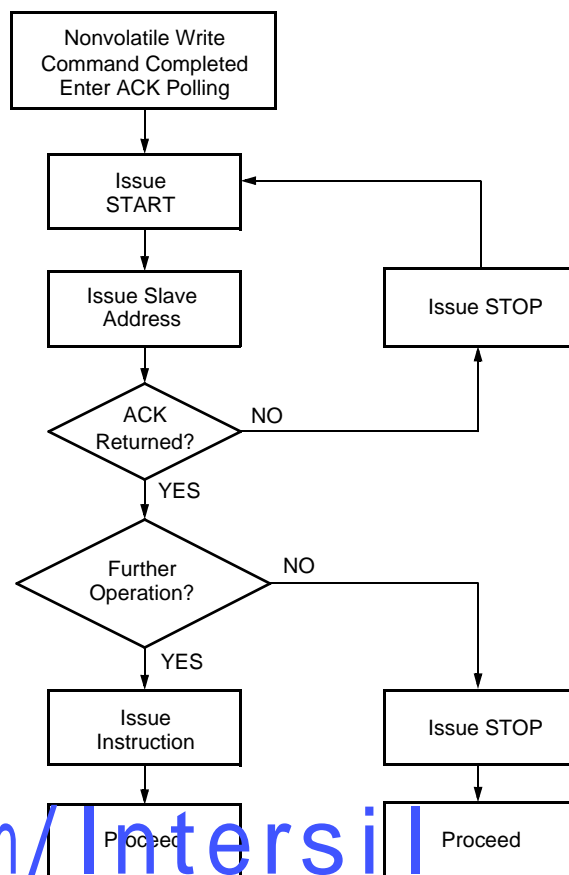 Nonvolatile Write
Command Completed
Enter ACK Polling
Issue
START
Issue Slave
Address
Issue STOP
ACK
Returned?
NO
YES
Further
Operation?
NO
YES
Issue
Instruction
Issue STOP
Proceed
Proceed
/Intersil